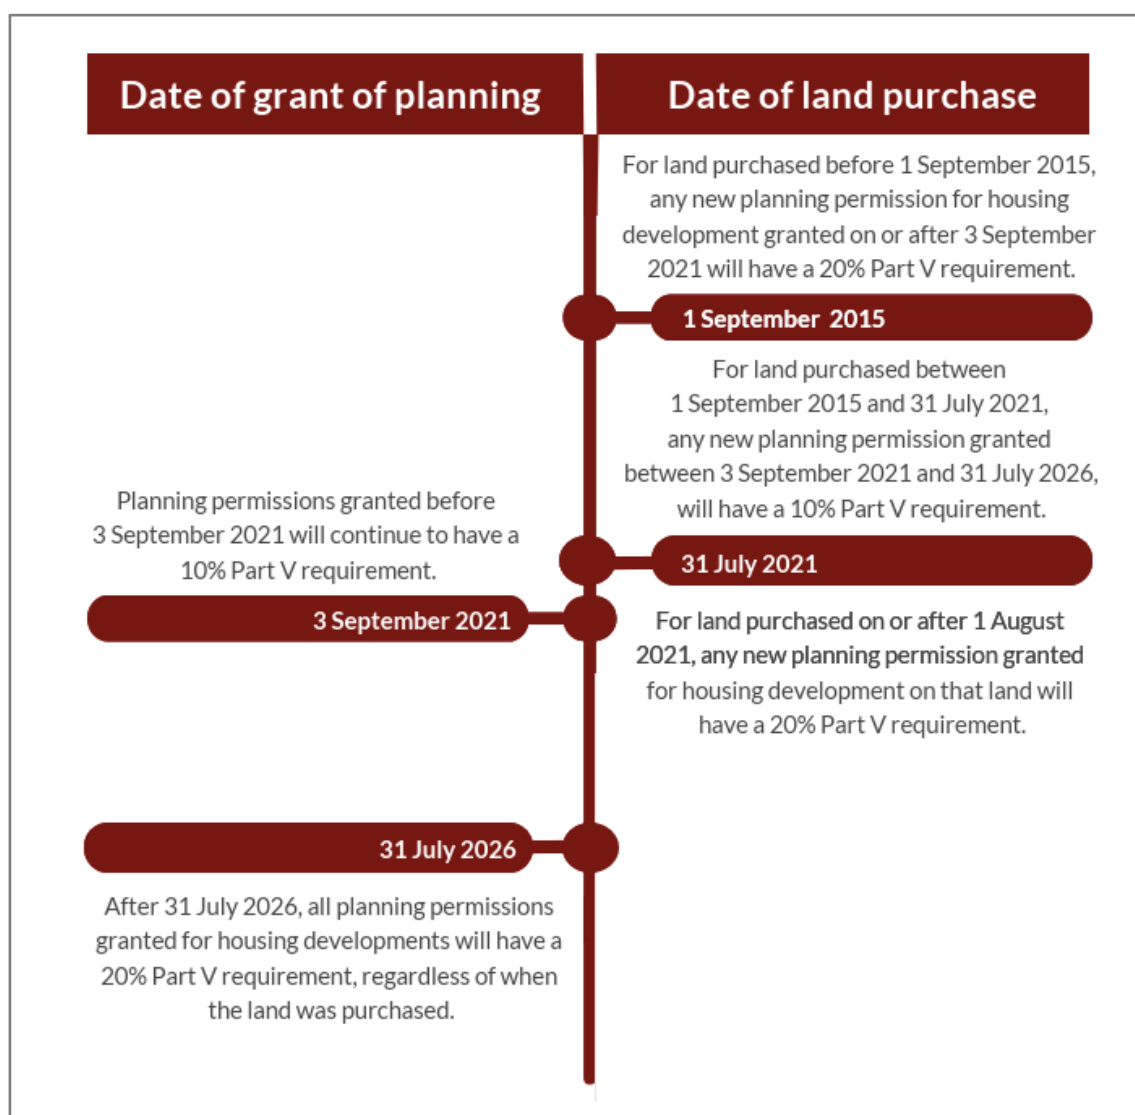 Date of grant of planning
Date of land purchase
For land purchased before 1 September 2015,
any new planning permission for housing
development granted on or after 3 September
2021 will have a 20% Part V requirement.
1 September 2015
For land purchased between
1 September 2015 and 31 July 2021,
any new planning permission granted
between 3 September 2021 and 31 July 2026,
will have a 10% Part V requirement.
Planning permissions granted before
3 September 2021 will continue to have a
10% Part V requirement.
31 July 2021
3 September 2021
For land purchased on or after 1 August
2021, any new planning permission granted
for housing development on that land will
have a 20% Part V requirement.
31 July 2026
After 31 July 2026, all planning permissions
granted for housing developments will have a
20% Part V requirement, regardless of when
the land was purchased.